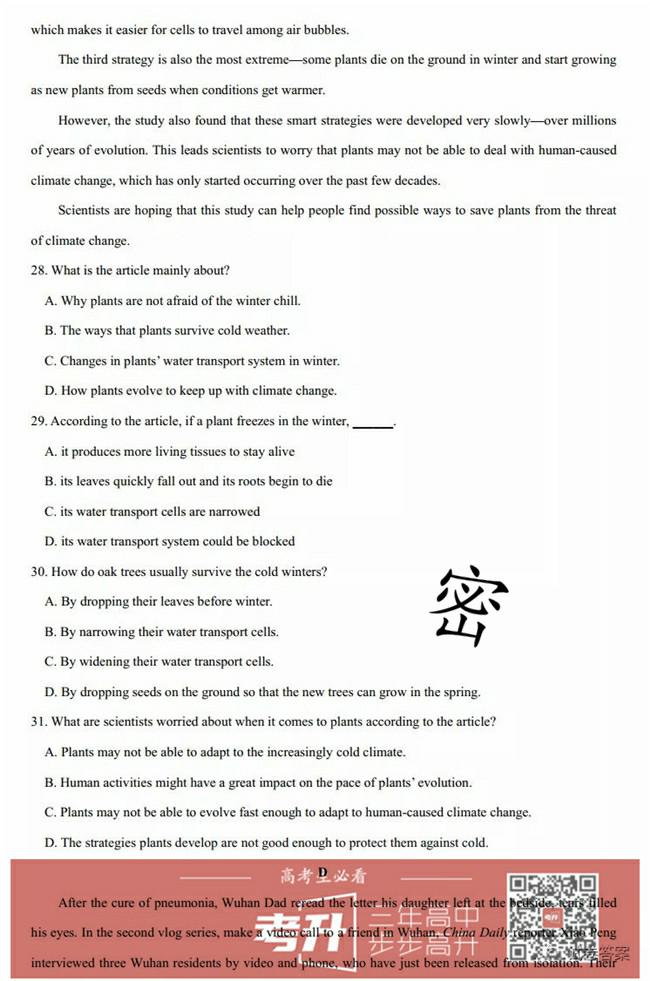 which makes it easier for cells to travel among air bubbles.
The third strategy is also the most extreme—some plants die on the ground in winter and start growing
as new plants from seeds when conditions get warmer.
However, the study also found that these smart strategies were developed very slowly—over millions
of years of evolution. This leads scientists to worry that plants may not be able to deal with human-caused
climate change, which has only started occurring over the past few decades.
Scientists are hoping that this study can help people find possible ways to save plants from the threat
of climate change.
28. What is the article mainly about?
A. Why plants are not afraid of the winter chill.
B. The ways that plants survive cold weather.
C. Changes in plants’ water transport system in winter.
D. How plants evolve to keep up with climate change.
29. According to the article, if a plant freezes in the winter, ______.
A. it produces more living tissues to stay alive
B. its leaves quickly fall out and its roots begin to die
C. its water transport cells are narrowed
D. its water transport system could be blocked
30. How do oak trees usually survive the cold winters?
密
A. By dropping their leaves before winter.
B. By narrowing their water transport cells.
C. By widening their water transport cells.
D. By dropping seeds on the ground so that the new trees can grow in the spring.
31. What are scientists worried about when it comes to plants according to the article?
A. Plants may not be able to adapt to the increasingly cold climate.
B. Human activities might have a great impact on the pace of plants’ evolution.
C. Plants may not be able to evolve fast enough to adapt to human-caused climate change.
D. The strategies plants develop are not good enough to protect them against cold.
D
高考生必看
After the cure of pneumonia, Wuhan Dad reread the letter his daughter left at the bedside, tears filled
his eyes. In the second vlog series, make a video call to a friend in Wuhan, China Daily reporter Xiao Peng
考升 三年高中
步步高升
interviewed three Wuhan residents by video and phone, who have just been released from isolation. Their